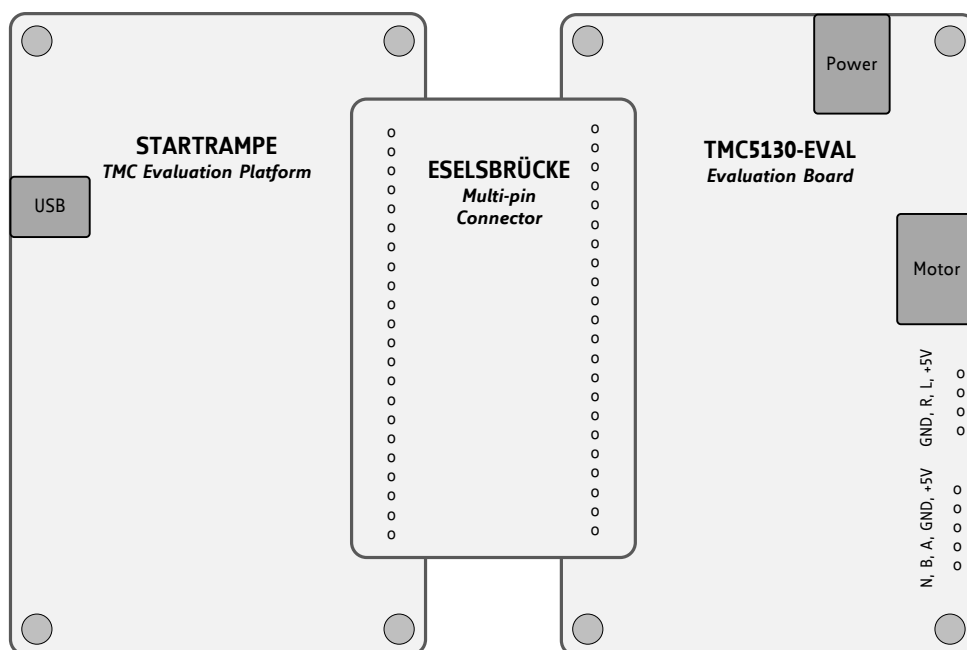 STARTRAMPE
TMC Evaluation Platform
USB
ESELSBRÜCKE
Multi-pin
Connector
Power
TMC5130-EVAL
Evaluation Board
Motor
GND, R, L, +5V
N, B, A, GND, +5V